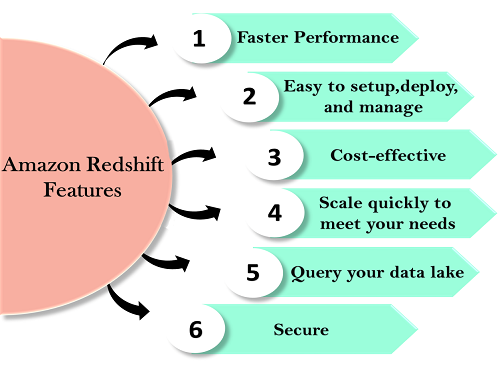 Amazon Redshift
Features
1
Faster Performance
2
Easy to setup,deploy,
and manage
3
Cost-effective
4
Scale quickly to
meet your needs
5
Query your data lake
6
Secure